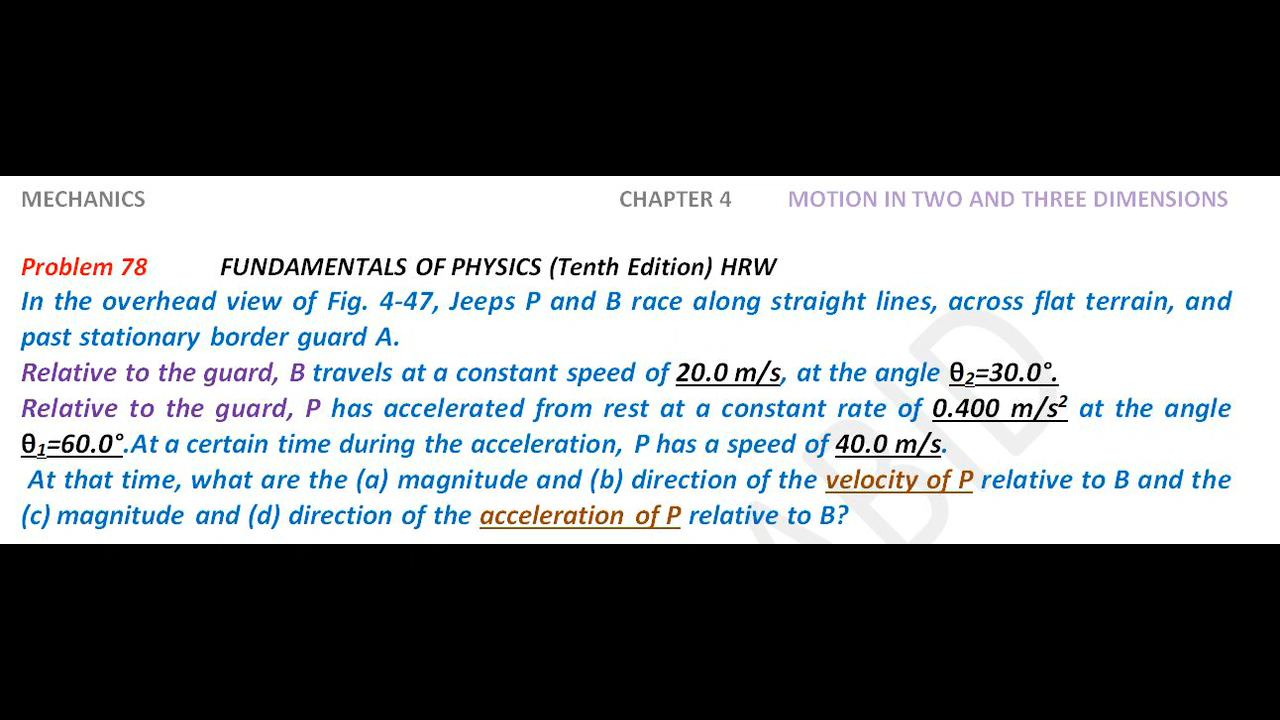 MECHANICS CHAPTER 4 MOTION IN TWO AND THREE DIMENSIONS
Problem 78 FUNDAMENTALS OF PHYSICS (Tenth Edition) HRW
In the overhead view of Fig. 4-47, Jeeps P and B race along straight lines, across flat terrain, and
past stationary border guard A.
Relative to the guard, B travels at a constant speed of 20.0 m/s, at the angle θ₂=30.0°.
Relative to the guard, P has accelerated from rest at a constant rate of 0.400 m/s² at the angle
θ₁=60.0°.At a certain time during the acceleration, P has a speed of 40.0 m/s.
At that time, what are the (a) magnitude and (b) direction of the velocity of P relative to B and the
(c) magnitude and (d) direction of the acceleration of P relative to B?